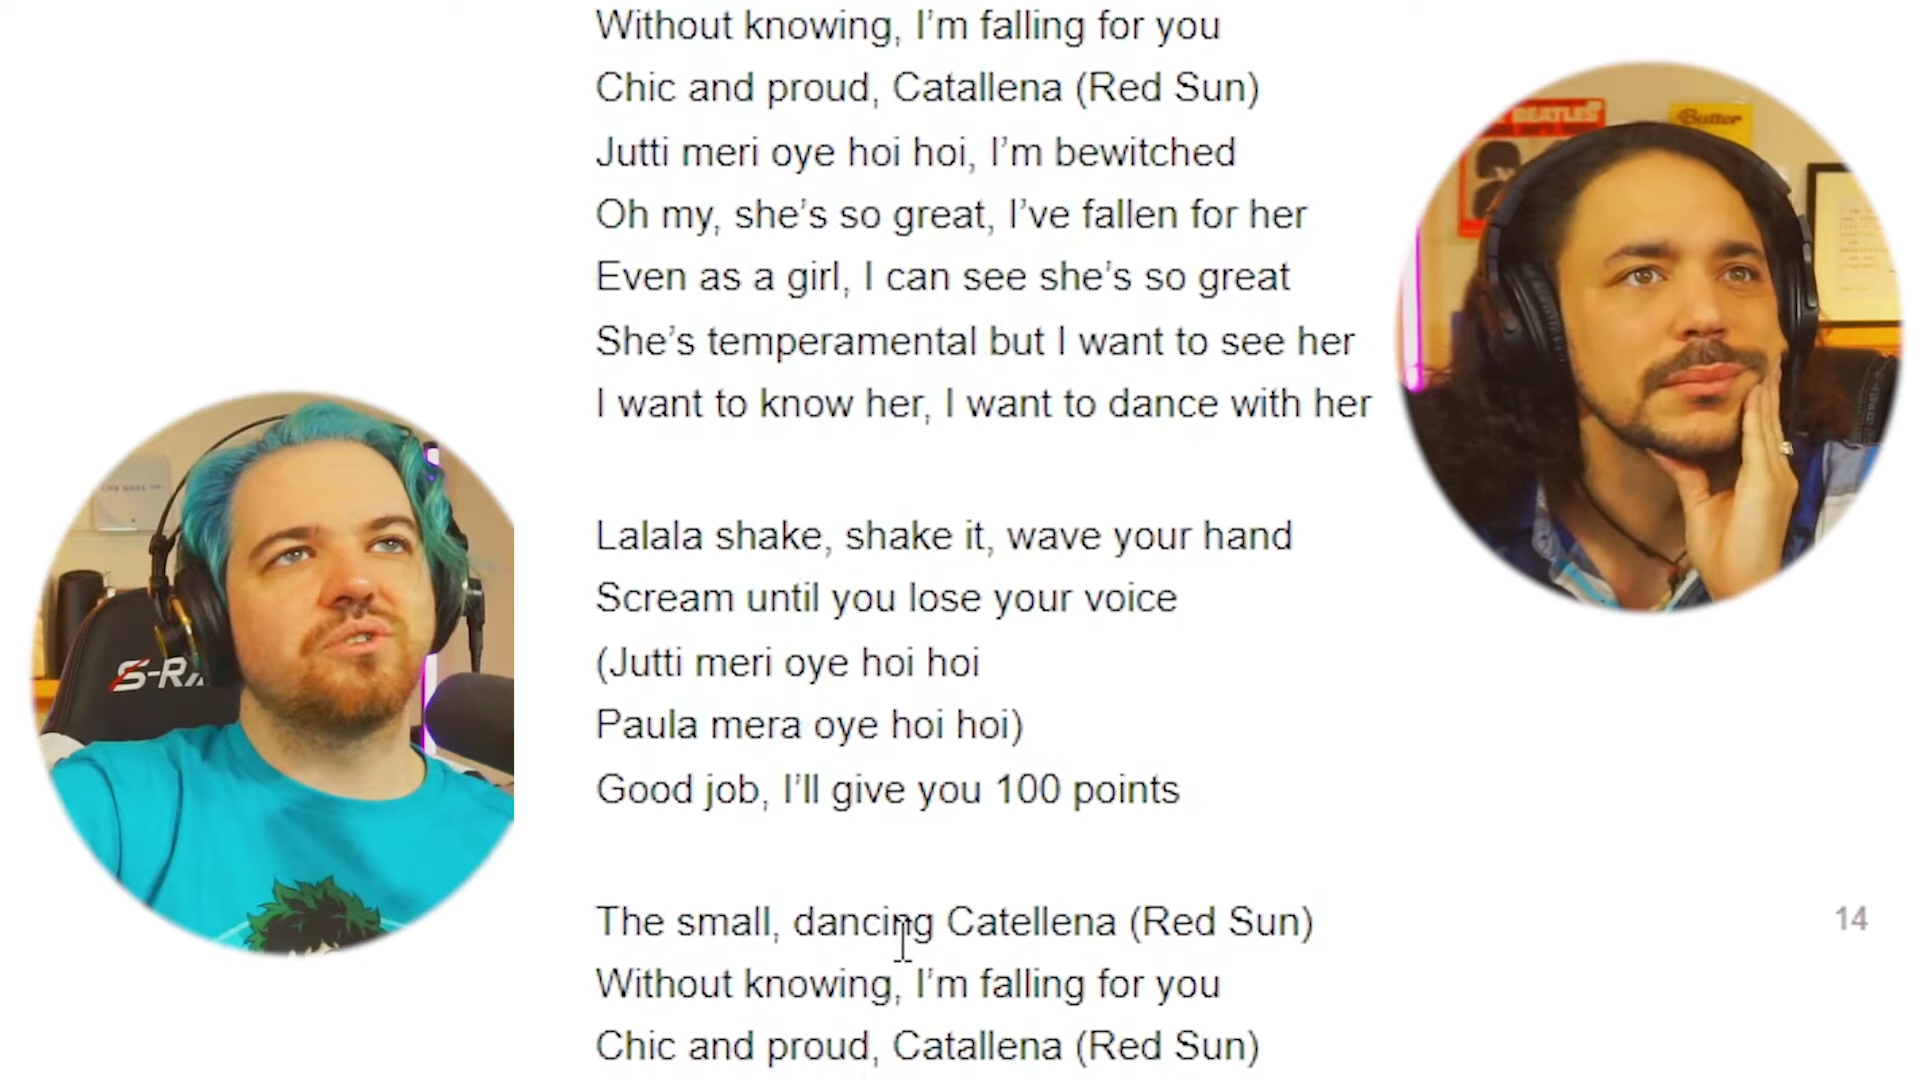 Without knowing, I'm falling for you
Chic and proud, Catallena (Red Sun)
Jutti meri oye hoi hoi, I'm bewitched
Oh my, she's so great, I've fallen for her
Even as a girl, I can see she's so great
She's temperamental but I want to see her
I want to know her, I want to dance with her
Lalala shake, shake it, wave your hand
Scream until you lose your voice
(Jutti meri oye hoi hoi
Paula mera oye hoi hoi)
Good job, I'll give you 100 points
The small, dancing Catellena (Red Sun)
Without knowing, I'm falling for you
Chic and proud, Catallena (Red Sun)
14
BEATLES
Butter
S-RA